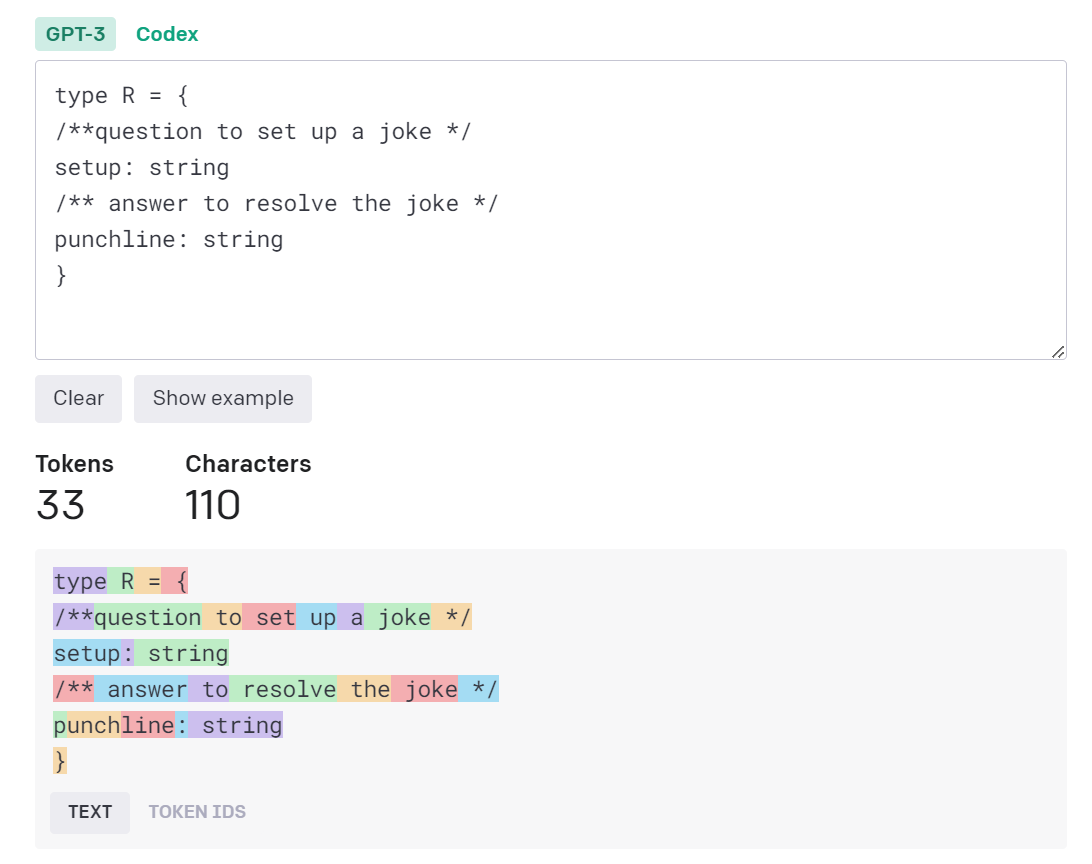 GPT-3 Codex
type R = {
/**question to set up a joke */
setup: string
/** answer to resolve the joke */
punchline: string
}
Clear Show example
Tokens Characters
33 110
type R = {
/**question to set up a joke */
setup: string
/** answer to resolve the joke */
punchline: string
}
TEXT TOKEN IDS